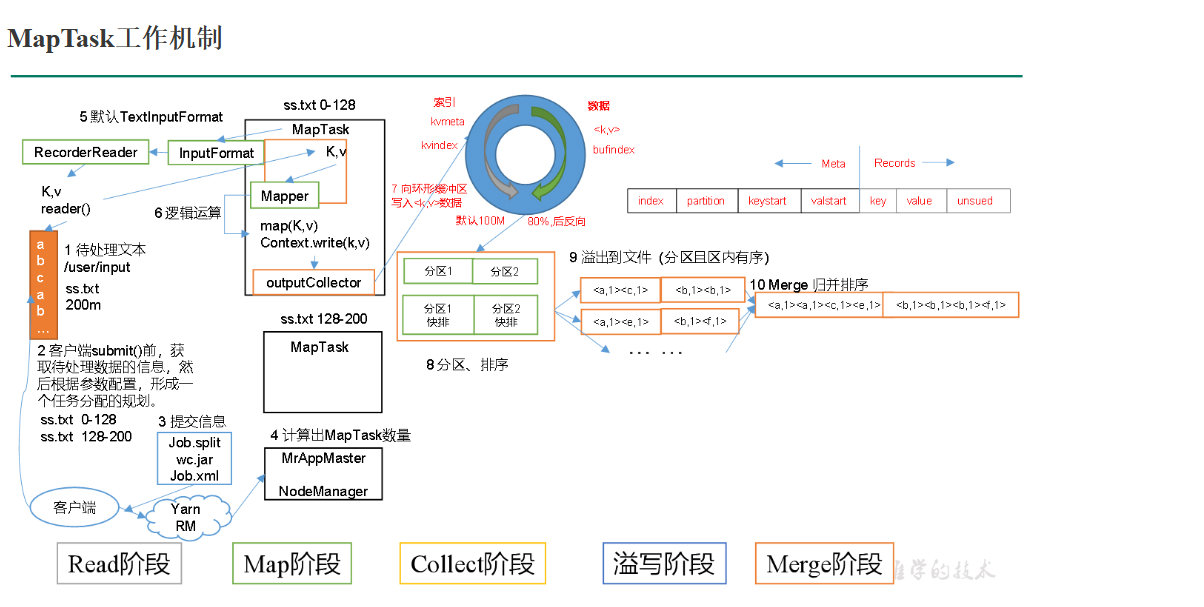 MapTask工作机制
ss.txt 0-128
5 默认TextInputFormat
MapTask
RecorderReader
InputFormat
K,v
K,v
reader()
Mapper
6 逻辑运算
map(K,v)
Context.write(k,v)
outputCollector
a
b
c
a
b
...
1 待处理文本
/user/input
ss.txt
200m
2 客户端submit()前，获
取待处理数据的信息，然
后根据参数配置，形成一
个任务分配的规划。
ss.txt 0-128
ss.txt 128-200
3 提交信息
Job.split
wc.jar
Job.xml
客户端
Yarn
RM
ss.txt 128-200
MapTask
4 计算出MapTask数量
MrAppMaster
NodeManager
索引
kvmeta
kvindex
数据
<k,v>
bufindex
7 向环形缓冲区
写入<k,v>数据
默认100M
80%,后反向
Meta
Records
index
partition
keystart
valstart
key
value
unsued
分区1
分区2
分区1
快排
分区2
快排
8 分区、排序
9 溢出到文件（分区且区内有序）
<a,1><c,1>
<b,1><b,1>
<a,1><e,1>
<b,1><f,1>
... ...
10 Merge 归并排序
<a,1><a,1><c,1><e,1>
<b,1><b,1><b,1><f,1>
Read阶段
Map阶段
Collect阶段
溢写阶段
Merge阶段
学的技术